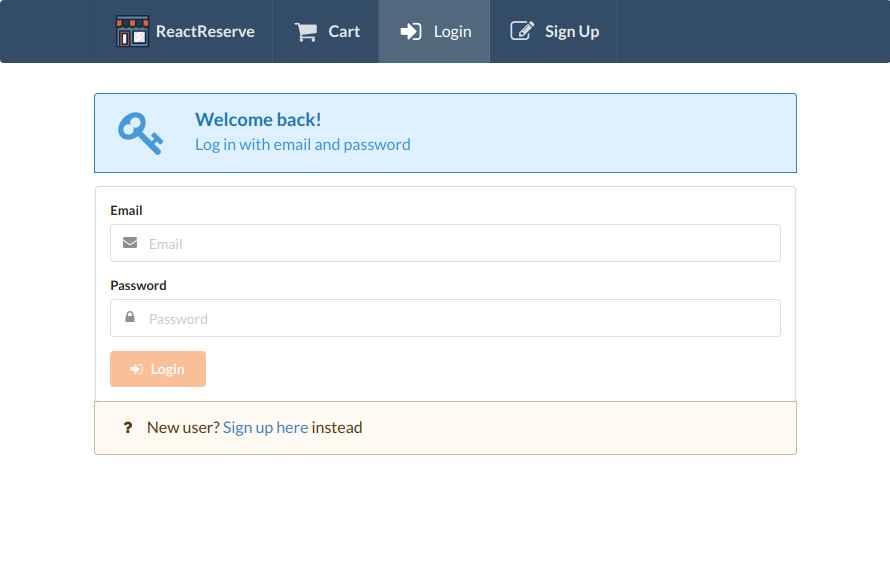 ReactReserve Cart Login Sign Up
Welcome back!
Log in with email and password
Email
Email
Password
Password
Login
? New user? Sign up here instead